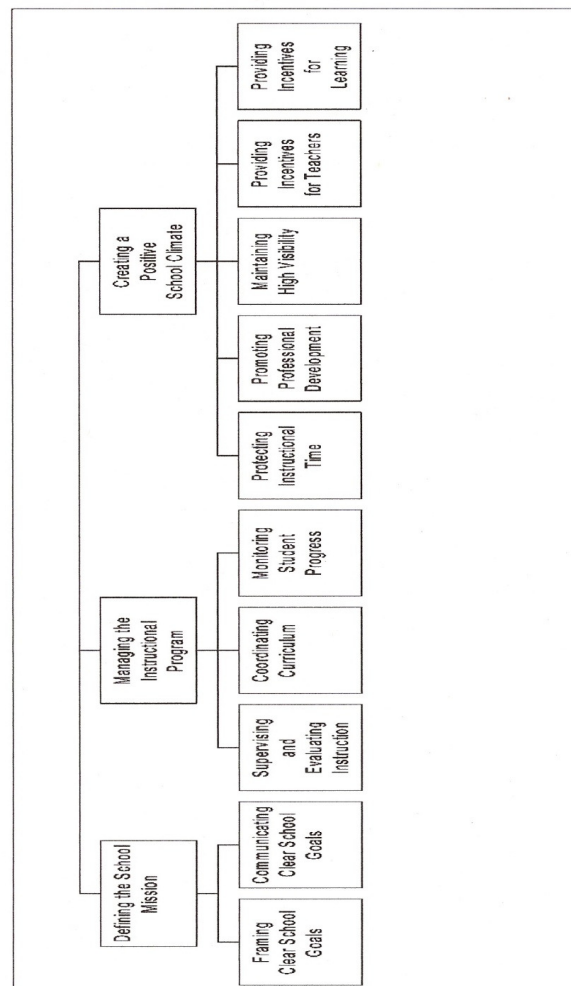 Defining the School
Mission
Managing the
Instructional
Program
Creating a
Positive
School Climate
Framing
Clear School
Goals
Communicating
Clear School
Goals
Supervising
and
Evaluating
Instruction
Coordinating
Curriculum
Monitoring
Student
Progress
Protecting
Instructional
Time
Promoting
Professional
Development
Maintaining
High Visibility
Providing
Incentives
for Teachers
Providing
Incentives
for
Learning